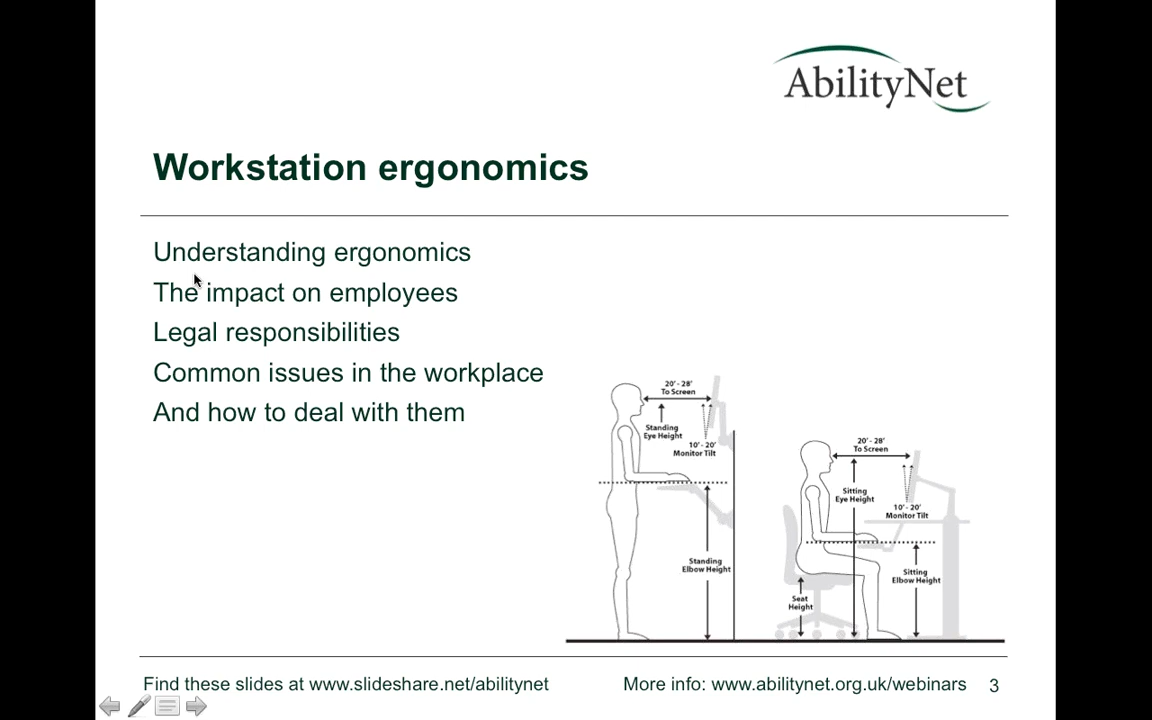 AbilityNet
Workstation ergonomics
Understanding ergonomics
The impact on employees
Legal responsibilities
Common issues in the workplace
And how to deal with them
20' - 28'
To Screen
Standing
Eye Height
10' - 20'
Monitor Tilt
Standing
Elbow Height
20' - 28'
To Screen
Sitting
Eye Height
10' - 20'
Monitor Tilt
Sitting
Elbow Height
Seat
Height
Find these slides at www.slideshare.net/abilitynet
More info: www.abilitynet.org.uk/webinars
3